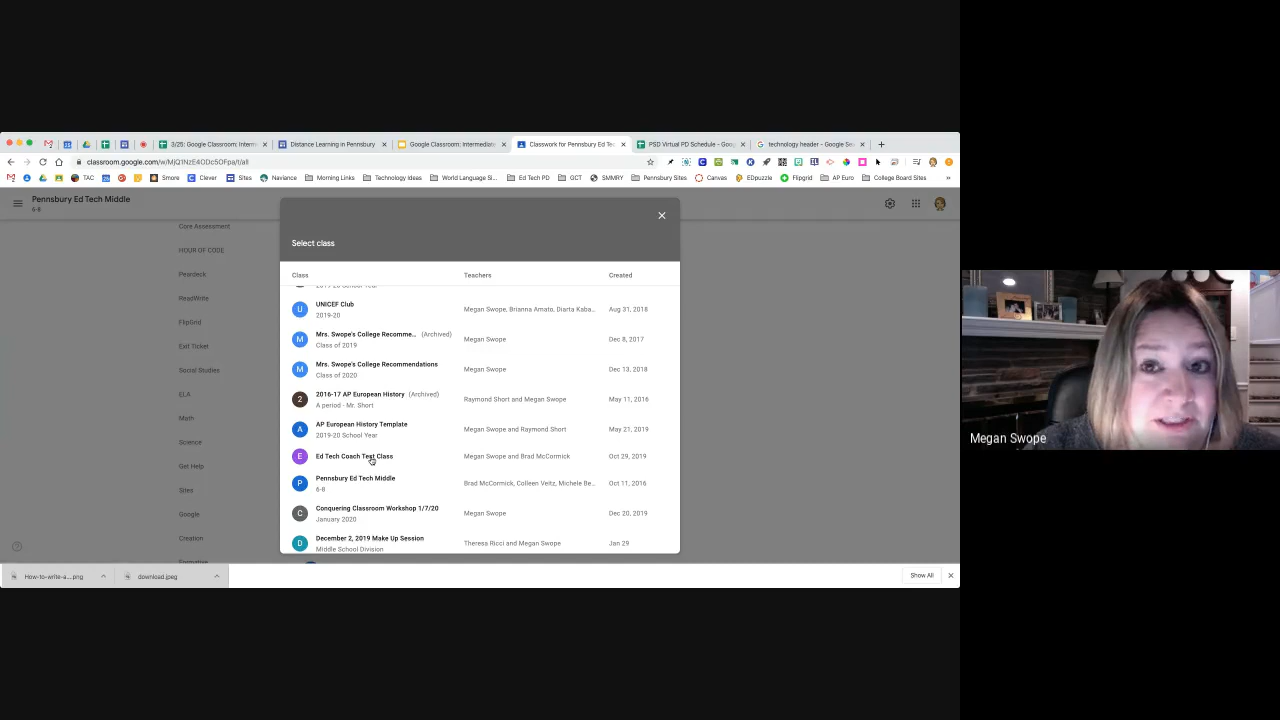 3/25: Google Classroom: Interm
Distance Learning in Pennsbury
Google Classroom: Intermediate
Classwork for Pennsbury Ed Te
PSD Virtual PD Schedule - Goog
technology header - Google Se
classroom.google.com/w/MjQ1NzE4ODc5OFpa/t/all
TAC
Smore
Clever
Sites
Naviance
Morning Links
Technology Ideas
World Language Si...
Ed Tech PD
GCT
SMMRY
Pennsbury Sites
Canvas
EDpuzzle
Flipgrid
AP Euro
College Board Sites
Pennsbury Ed Tech Middle
6-8
Core Assessment
HOUR OF CODE
Peardeck
ReadWrite
FlipGrid
Exit Ticket
Social Studies
ELA
Math
Science
Get Help
Sites
Google
Creation
Formative
Select class
Class Teachers Created
2019-20 School Year
U UNICEF Club Megan Swope, Brianna Amato, Diarta Kaba... Aug 31, 2018
2019-20
M Mrs. Swope's College Recomme... (Archived) Megan Swope Dec 8, 2017
Class of 2019
M Mrs. Swope's College Recommendations Megan Swope Dec 13, 2018
Class of 2020
2 2016-17 AP European History (Archived) Raymond Short and Megan Swope May 11, 2016
A period - Mr. Short
A AP European History Template Megan Swope and Raymond Short May 21, 2019
2019-20 School Year
E Ed Tech Coach Test Class Megan Swope and Brad McCormick Oct 29, 2019
P Pennsbury Ed Tech Middle Brad McCormick, Colleen Veitz, Michele Be... Oct 11, 2016
6-8
C Conquering Classroom Workshop 1/7/20 Megan Swope Dec 20, 2019
January 2020
D December 2, 2019 Make Up Session Theresa Ricci and Megan Swope Jan 29
Middle School Division
How-to-write-a....png
download.jpeg
Show All
Megan Swope